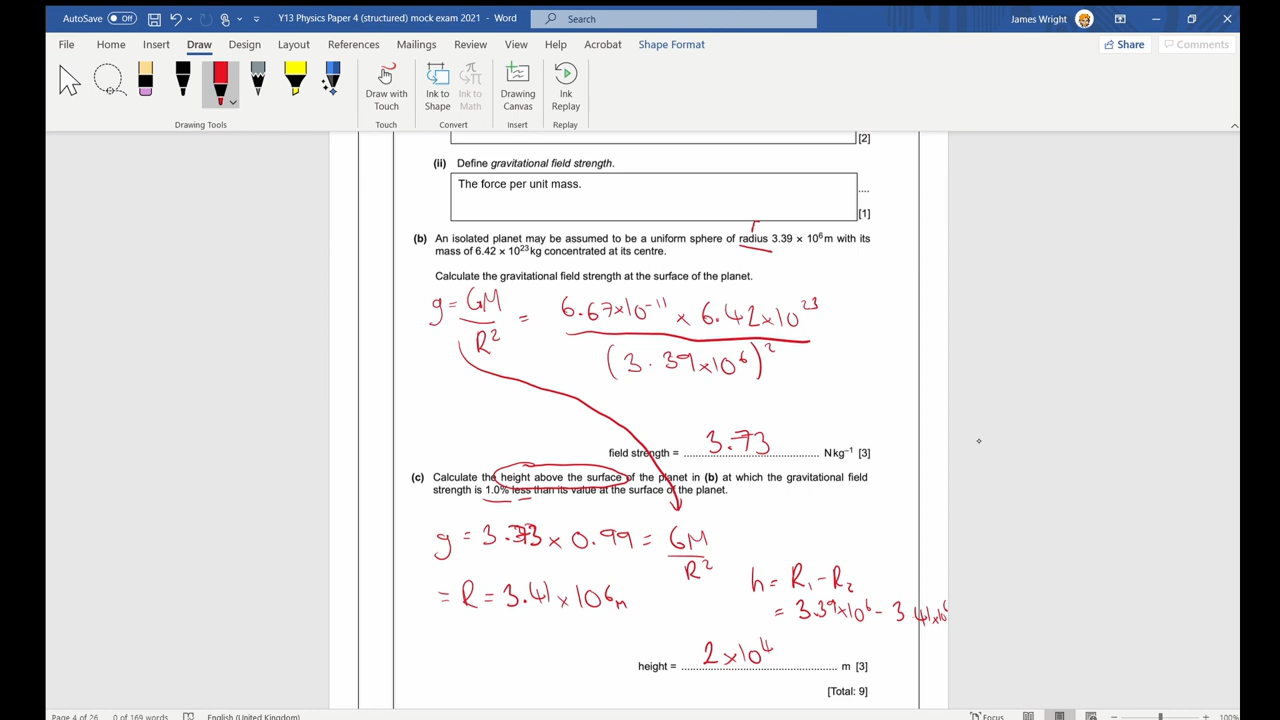 AutoSave Off Y13 Physics Paper 4 (structured) mock exam 2021 - Word Search James Wright
File Home Insert Draw Design Layout References Mailings Review View Help Acrobat Shape Format Share Comments
Draw with Touch Ink to Shape Ink to Math Drawing Canvas Ink Replay
Drawing Tools Touch Convert Insert Replay
[2]
(ii) Define gravitational field strength.
The force per unit mass.
....
[1]
r
(b) An isolated planet may be assumed to be a uniform sphere of radius 3.39 × 10⁶ m with its
mass of 6.42 × 10²³ kg concentrated at its centre.
Calculate the gravitational field strength at the surface of the planet.
g = GM/R² = 6.67×10⁻¹¹ × 6.42×10²³ / (3.39×10⁶)²
field strength = 3.73 N kg⁻¹ [3]
(c) Calculate the height above the surface of the planet in (b) at which the gravitational field
strength is 1.0% less than its value at the surface of the planet.
g = 3.73 × 0.99 = GM/R²
h = R₁ - R₂
= R = 3.41 × 10⁶ m
= 3.39×10⁶ - 3.41×10⁶
height = 2×10⁴ m [3]
[Total: 9]
Page 4 of 26 0 of 169 words English (United Kingdom) Focus 100%